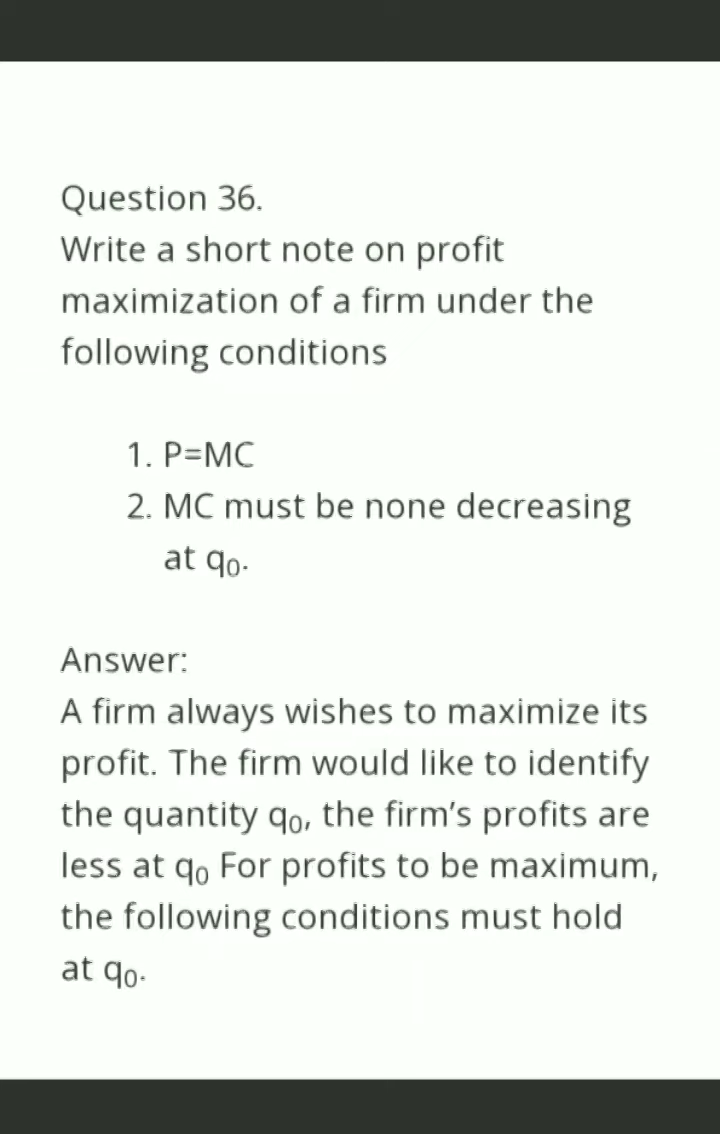 Question 36.
Write a short note on profit
maximization of a firm under the
following conditions
1. P=MC
2. MC must be none decreasing
at q₀.
Answer:
A firm always wishes to maximize its
profit. The firm would like to identify
the quantity q₀, the firm’s profits are
less at q₀ For profits to be maximum,
the following conditions must hold
at q₀.